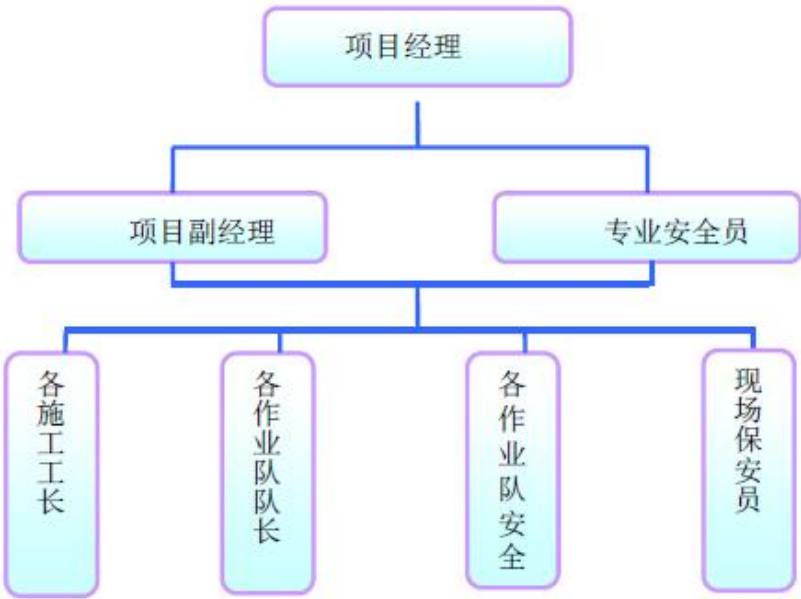 项目经理
项目副经理
专业安全员
各施工工长
各作业队队长
各作业队安全
现场保安员